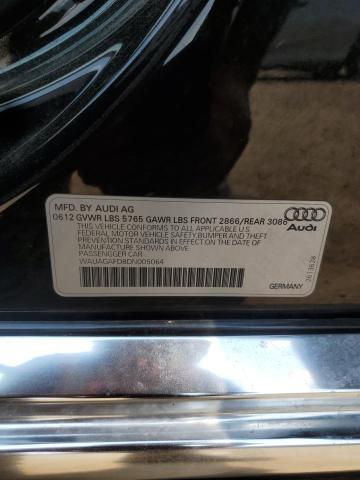 MFD. BY AUDI AG
0612 GVWR LBS 5765 GAWR LBS FRONT 2866/REAR 3086
THIS VEHICLE CONFORMS TO ALL APPLICABLE U.S.
FEDERAL MOTOR VEHICLE SAFETY, BUMPER AND THEFT
PREVENTION STANDARDS IN EFFECT ON THE DATE OF
MANUFACTURE SHOWN ABOVE.
PASSENGER CAR
WAUAGAFD8DN005064
Audi
GERMANY